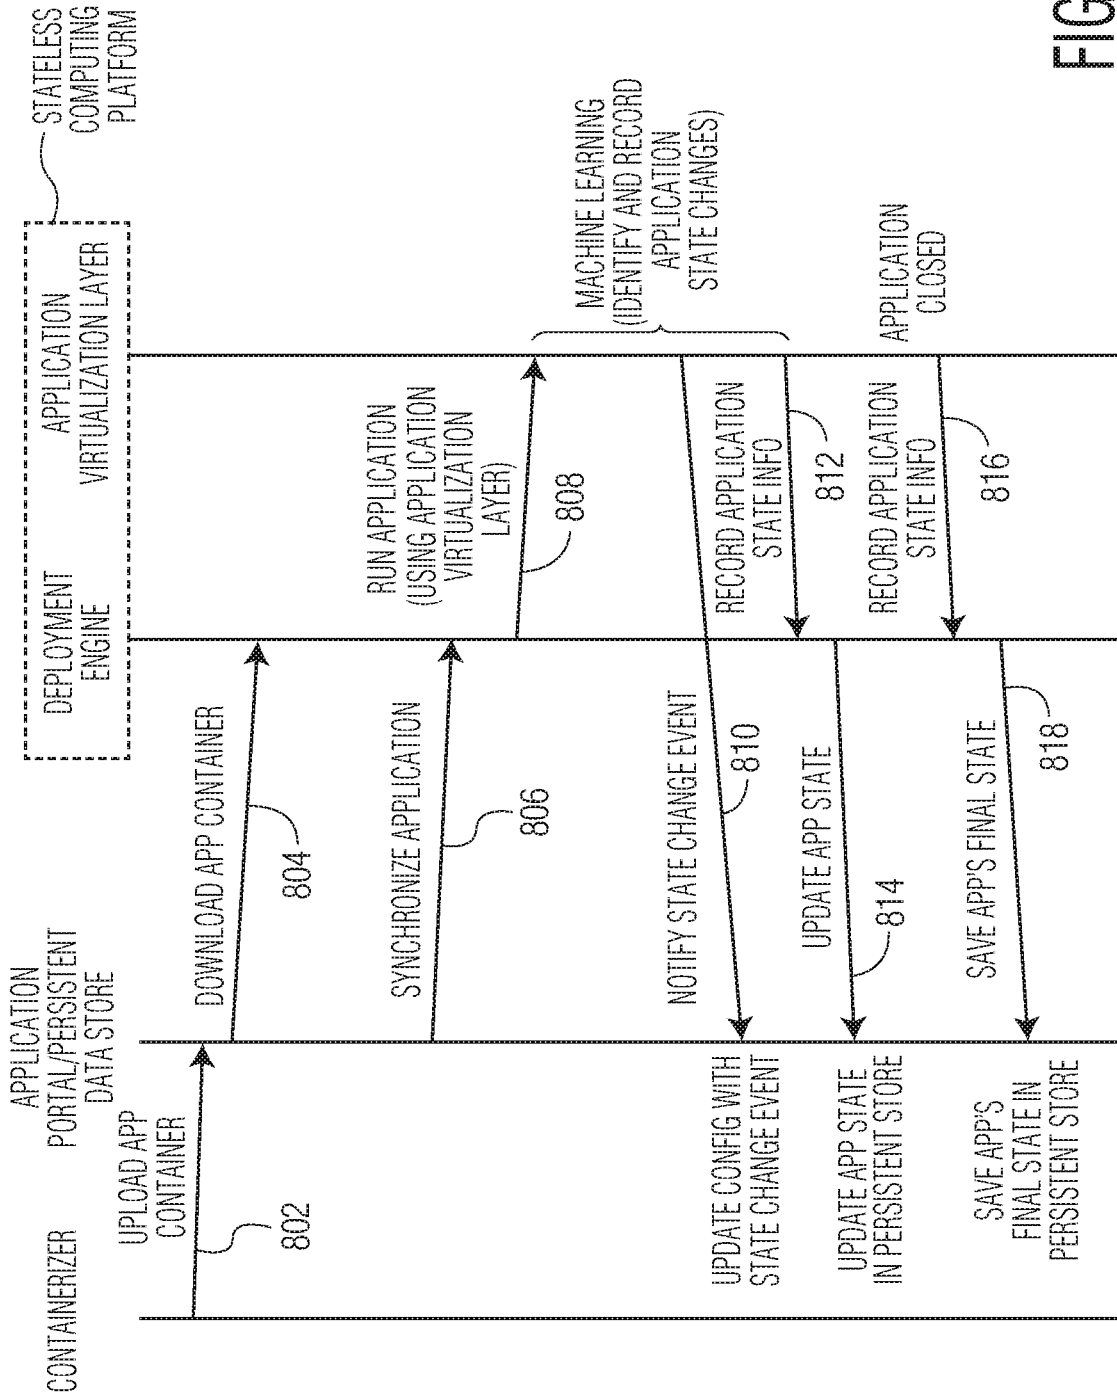 STATELESS
COMPUTING
PLATFORM
CONTAINERIZER
APPLICATION
PORTAL/PERSISTENT
DATA STORE
DEPLOYMENT
ENGINE
APPLICATION
VIRTUALIZATION LAYER
UPLOAD APP
CONTAINER
802
DOWNLOAD APP CONTAINER
804
SYNCHRONIZE APPLICATION
806
RUN APPLICATION
(USING APPLICATION
VIRTUALIZATION
LAYER)
808
MACHINE LEARNING
(IDENTIFY AND RECORD
APPLICATION
STATE CHANGES)
NOTIFY STATE CHANGE EVENT
810
UPDATE CONFIG WITH
STATE CHANGE EVENT
RECORD APPLICATION
STATE INFO
812
UPDATE APP STATE
814
UPDATE APP STATE
IN PERSISTENT STORE
APPLICATION
CLOSED
RECORD APPLICATION
STATE INFO
816
SAVE APP'S FINAL STATE
818
SAVE APP'S
FINAL STATE IN
PERSISTENT STORE
FIG